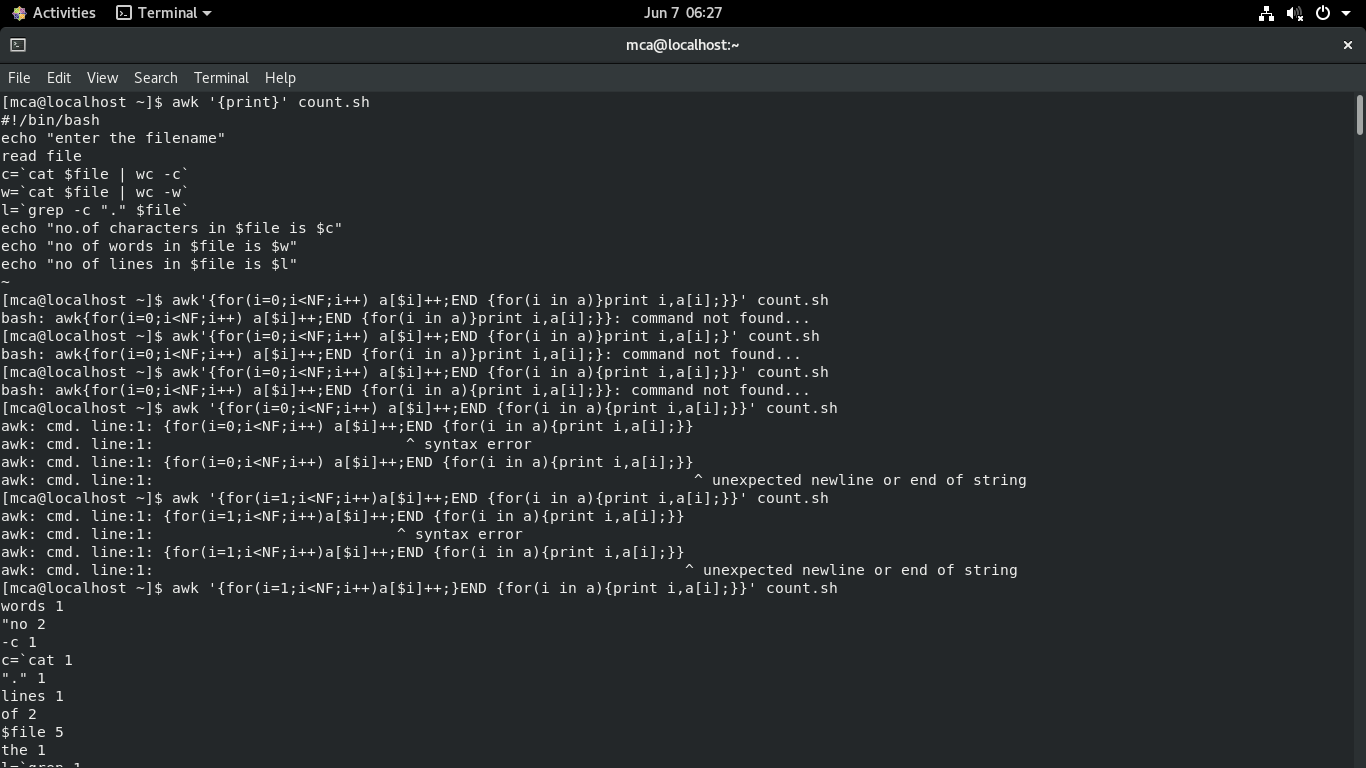 Activities Terminal Jun 7 06:27
mca@localhost:~
File Edit View Search Terminal Help
[mca@localhost ~]$ awk '{print}' count.sh
#!/bin/bash
echo "enter the filename"
read file
c=`cat $file | wc -c`
w=`cat $file | wc -w`
l=`grep -c "." $file`
echo "no.of characters in $file is $c"
echo "no of words in $file is $w"
echo "no of lines in $file is $l"
~
[mca@localhost ~]$ awk'{for(i=0;i<NF;i++) a[$i]++;END {for(i in a)}print i,a[i];}}' count.sh
bash: awk{for(i=0;i<NF;i++) a[$i]++;END {for(i in a)}print i,a[i];}}: command not found...
[mca@localhost ~]$ awk'{for(i=0;i<NF;i++) a[$i]++;END {for(i in a)}print i,a[i];}' count.sh
bash: awk{for(i=0;i<NF;i++) a[$i]++;END {for(i in a)}print i,a[i];}: command not found...
[mca@localhost ~]$ awk'{for(i=0;i<NF;i++) a[$i]++;END {for(i in a){print i,a[i];}}' count.sh
bash: awk{for(i=0;i<NF;i++) a[$i]++;END {for(i in a){print i,a[i];}}: command not found...
[mca@localhost ~]$ awk '{for(i=0;i<NF;i++) a[$i]++;END {for(i in a){print i,a[i];}}' count.sh
awk: cmd. line:1: {for(i=0;i<NF;i++) a[$i]++;END {for(i in a){print i,a[i];}}
awk: cmd. line:1:                            ^ syntax error
awk: cmd. line:1: {for(i=0;i<NF;i++) a[$i]++;END {for(i in a){print i,a[i];}}
awk: cmd. line:1:                                                            ^ unexpected newline or end of string
[mca@localhost ~]$ awk '{for(i=1;i<NF;i++)a[$i]++;END {for(i in a){print i,a[i];}}' count.sh
awk: cmd. line:1: {for(i=1;i<NF;i++)a[$i]++;END {for(i in a){print i,a[i];}}
awk: cmd. line:1:                           ^ syntax error
awk: cmd. line:1: {for(i=1;i<NF;i++)a[$i]++;END {for(i in a){print i,a[i];}}
awk: cmd. line:1:                                                           ^ unexpected newline or end of string
[mca@localhost ~]$ awk '{for(i=1;i<NF;i++)a[$i]++;}END {for(i in a){print i,a[i];}}' count.sh
words 1
"no 2
-c 1
c=`cat 1
"." 1
lines 1
of 2
$file 5
the 1
l=`grep 1